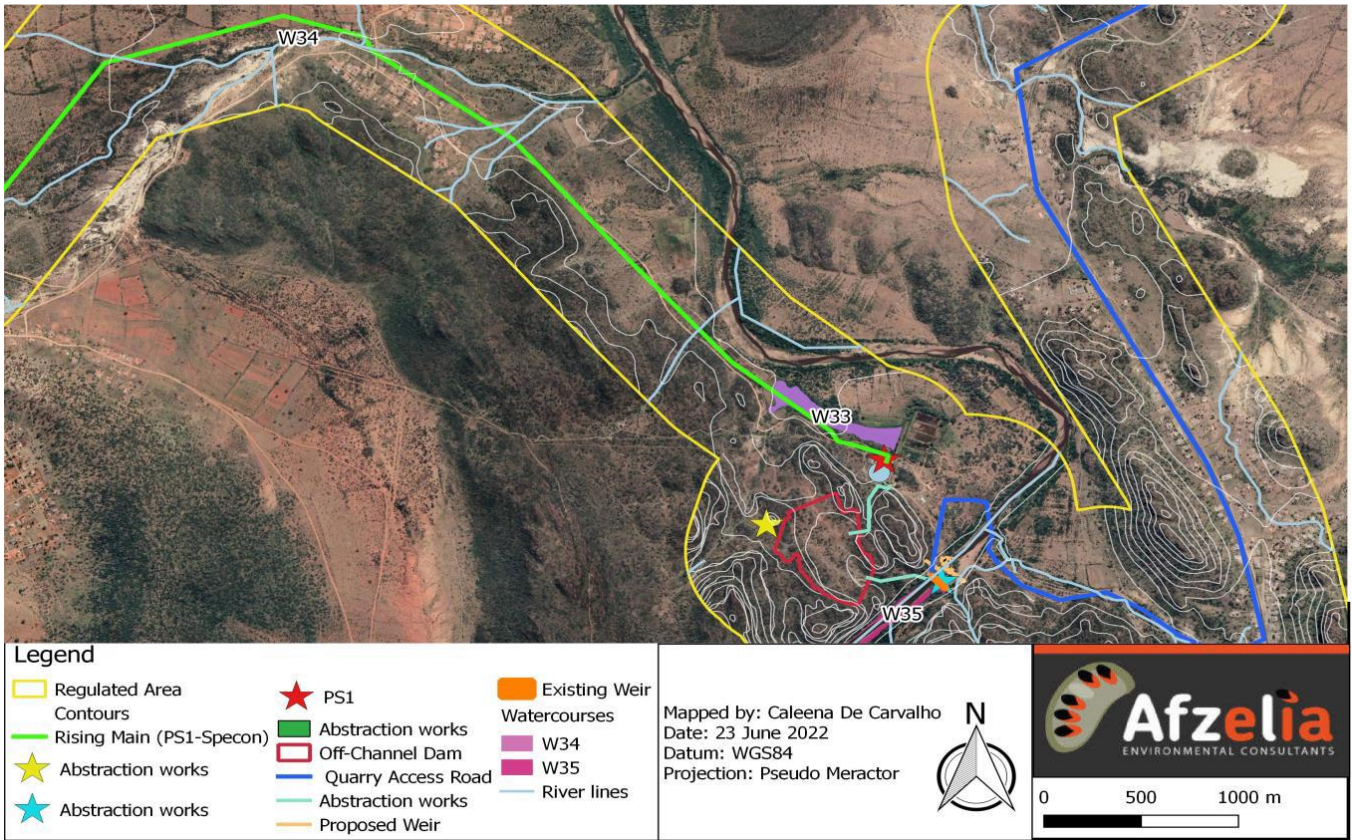 W34
W33
W35
Legend
Regulated Area
Contours
Rising Main (PS1-Specon)
Abstraction works
Abstraction works
PS1
Abstraction works
Off-Channel Dam
Quarry Access Road
Abstraction works
Proposed Weir
Existing Weir
Watercourses
W34
W35
River lines
Mapped by: Caleena De Carvalho
Date: 23 June 2022
Datum: WGS84
Projection: Pseudo Meractor
N
Afzelia
ENVIRONMENTAL CONSULTANTS
0 500 1000 m